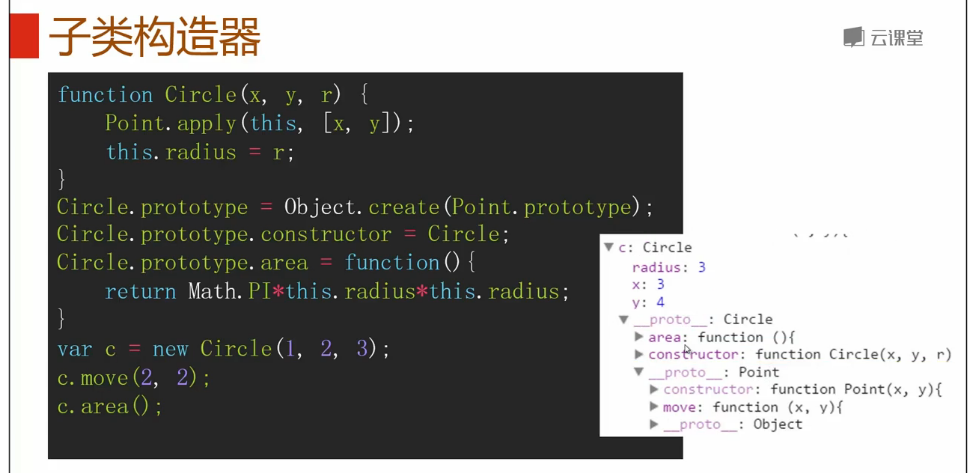 子类构造器
云课堂
function Circle(x, y, r) {
    Point.apply(this, [x, y]);
    this.radius = r;
}
Circle.prototype = Object.create(Point.prototype);
Circle.prototype.constructor = Circle;
Circle.prototype.area = function(){
    return Math.PI*this.radius*this.radius;
}
var c = new Circle(1, 2, 3);
c.move(2, 2);
c.area();
▼ c: Circle
radius: 3
x: 3
y: 4
▼ __proto__: Circle
▶ area: function (){
▶ constructor: function Circle(x, y, r)
▼ __proto__: Point
▶ constructor: function Point(x, y){
▶ move: function (x, y){
▶ __proto__: Object